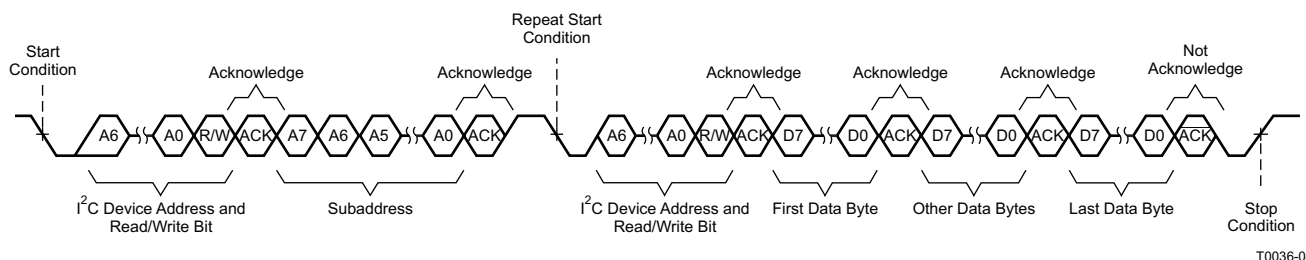 Repeat Start
Condition
Start
Condition
Not
Acknowledge
Acknowledge Acknowledge Acknowledge Acknowledge Acknowledge
A6 A0 R/W ACK A7 A6 A5 A0 ACK A6 A0 R/W ACK D7 D0 ACK D7 D0 ACK D7 D0 ACK
I²C Device Address and
Read/Write Bit
Subaddress
I²C Device Address and
Read/Write Bit
First Data Byte
Other Data Bytes
Last Data Byte
Stop
Condition
T0036-0